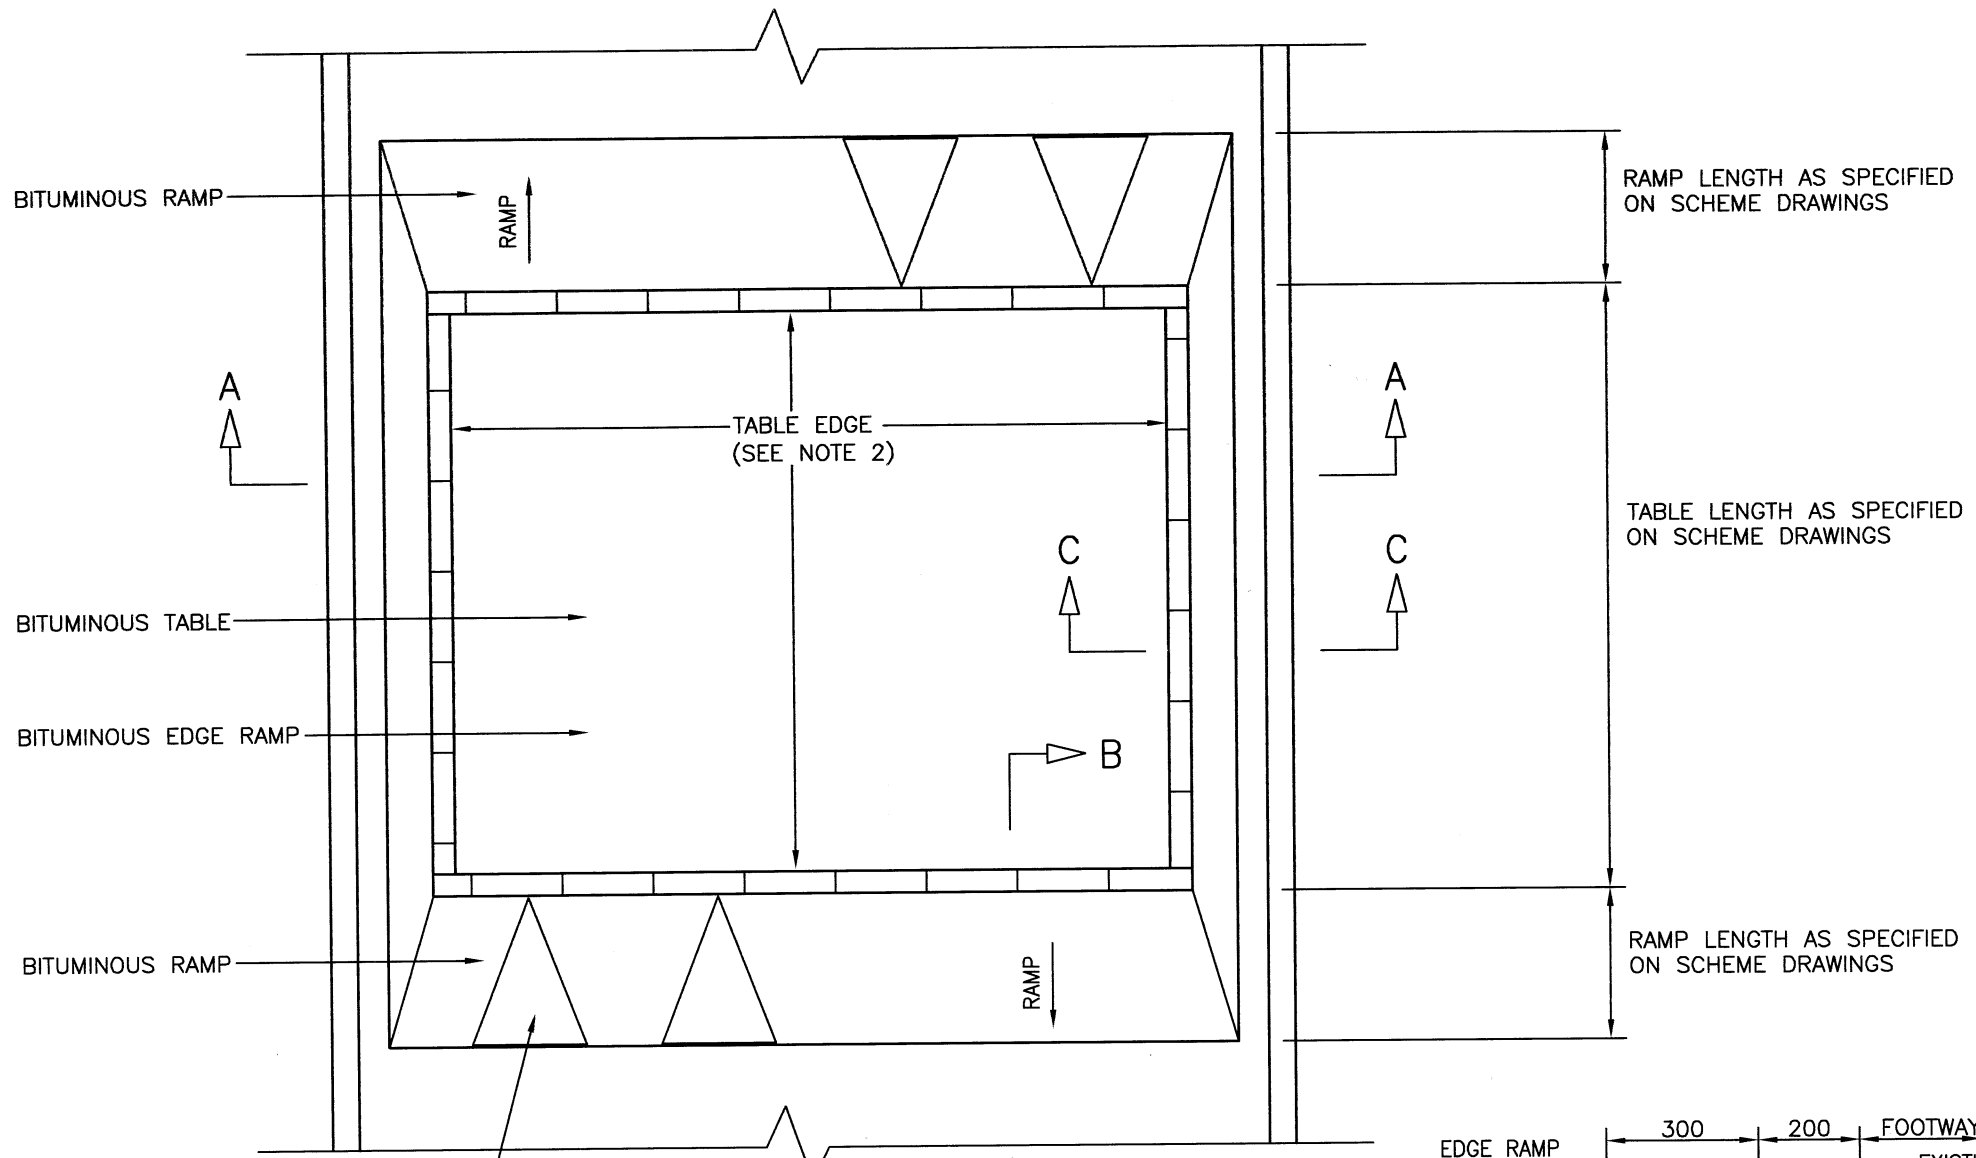 BITUMINOUS RAMP
RAMP
RAMP LENGTH AS SPECIFIED
ON SCHEME DRAWINGS
A
A
TABLE EDGE
(SEE NOTE 2)
TABLE LENGTH AS SPECIFIED
ON SCHEME DRAWINGS
C
C
BITUMINOUS TABLE
BITUMINOUS EDGE RAMP
B
BITUMINOUS RAMP
RAMP
RAMP LENGTH AS SPECIFIED
ON SCHEME DRAWINGS
EDGE RAMP
300
200
FOOTWAY